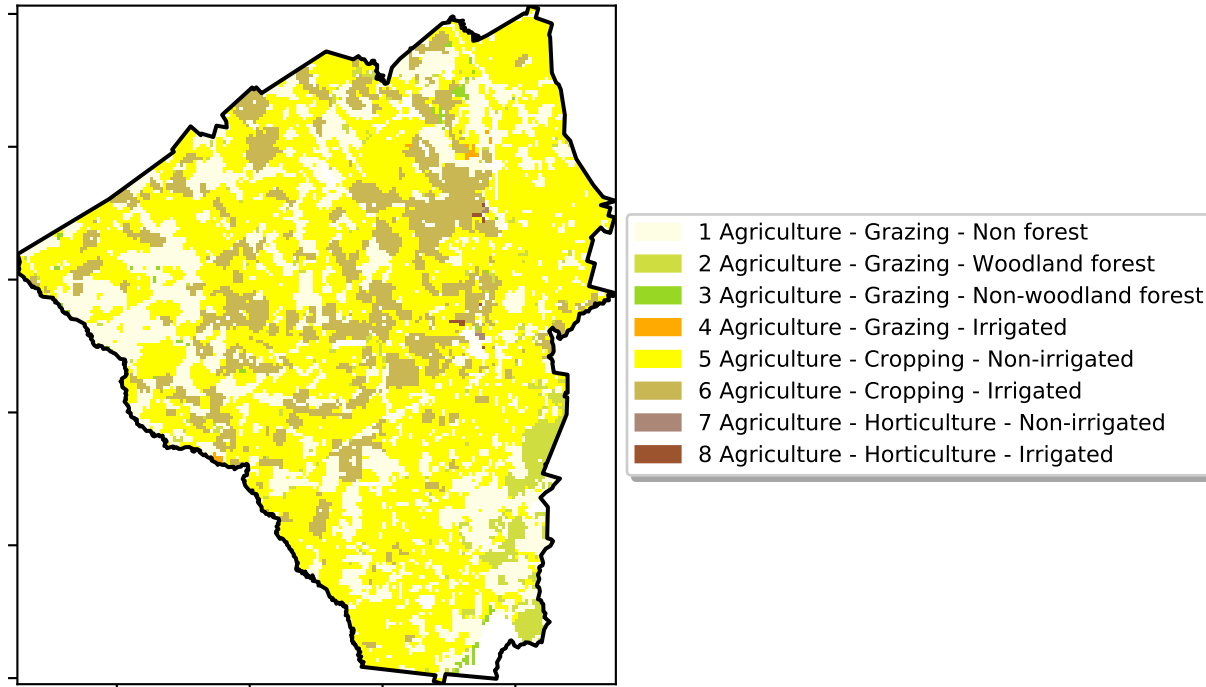 1 Agriculture - Grazing - Non forest
2 Agriculture - Grazing - Woodland forest
3 Agriculture - Grazing - Non-woodland forest
4 Agriculture - Grazing - Irrigated
5 Agriculture - Cropping - Non-irrigated
6 Agriculture - Cropping - Irrigated
7 Agriculture - Horticulture - Non-irrigated
8 Agriculture - Horticulture - Irrigated